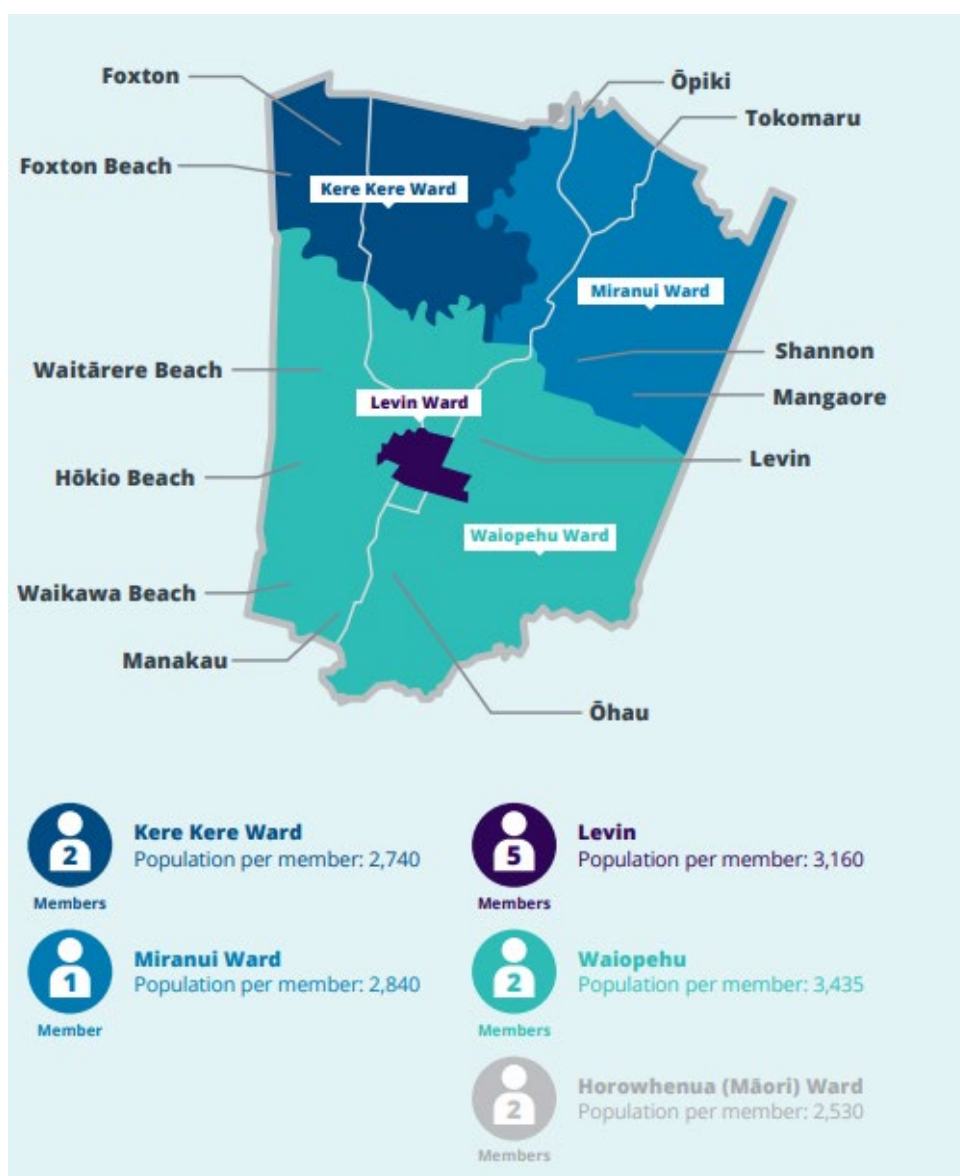 Foxton
Ōpiki
Tokomaru
Foxton Beach
Kere Kere Ward
Miranui Ward
Shannon
Waitārere Beach
Mangaore
Levin Ward
Levin
Hōkio Beach
Waiopehu Ward
Waikawa Beach
Manakau
Ōhau
2
Members
Kere Kere Ward
Population per member: 2,740
5
Members
Levin
Population per member: 3,160
1
Member
Miranui Ward
Population per member: 2,840
2
Members
Waiopehu
Population per member: 3,435
2
Members
Horowhenua (Māori) Ward
Population per member: 2,530